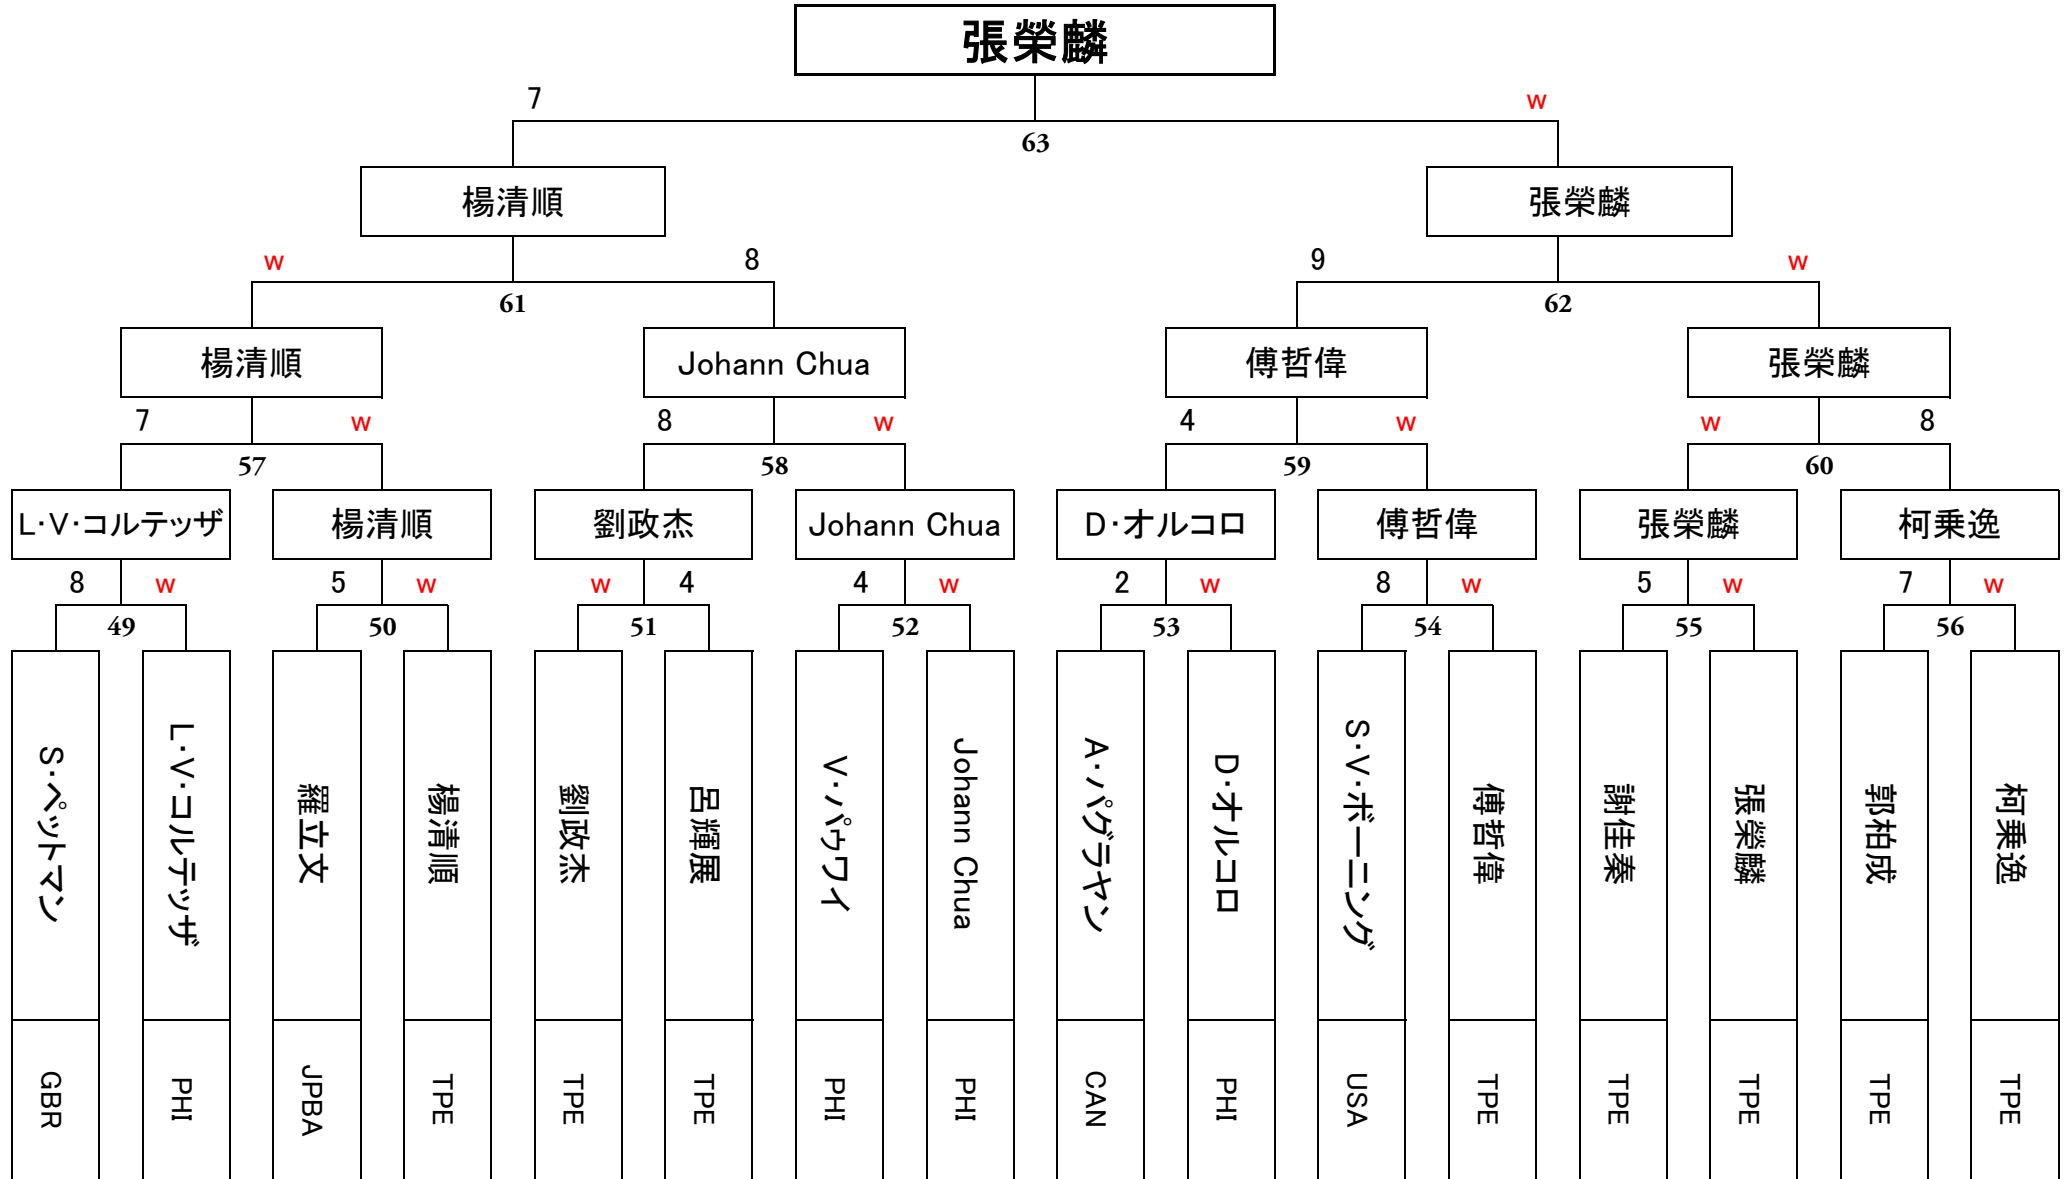 張榮麟
7
w
63
楊清順
張榮麟
w
8
9
w
61
62
楊清順
Johann Chua
傅哲偉
張榮麟
7
w
8
w
4
w
w
8
57
58
59
60
L・V・コルテッザ
楊清順
劉政杰
Johann Chua
D・オルコロ
傅哲偉
張榮麟
柯乗逸
8
w
5
w
w
4
4
w
2
w
8
w
5
w
7
w
49
50
51
52
53
54
55
56
S・ペットマン
L・V・コルテッザ
羅立文
楊清順
劉政杰
呂輝展
V・パゥワイ
Johann Chua
A・パグラヤン
D・オルコロ
S・V・ボーニング
傅哲偉
謝佳奏
張榮麟
郭柏成
柯乗逸
GBR
PHI
JPBA
TPE
TPE
TPE
PHI
PHI
CAN
PHI
USA
TPE
TPE
TPE
TPE
TPE